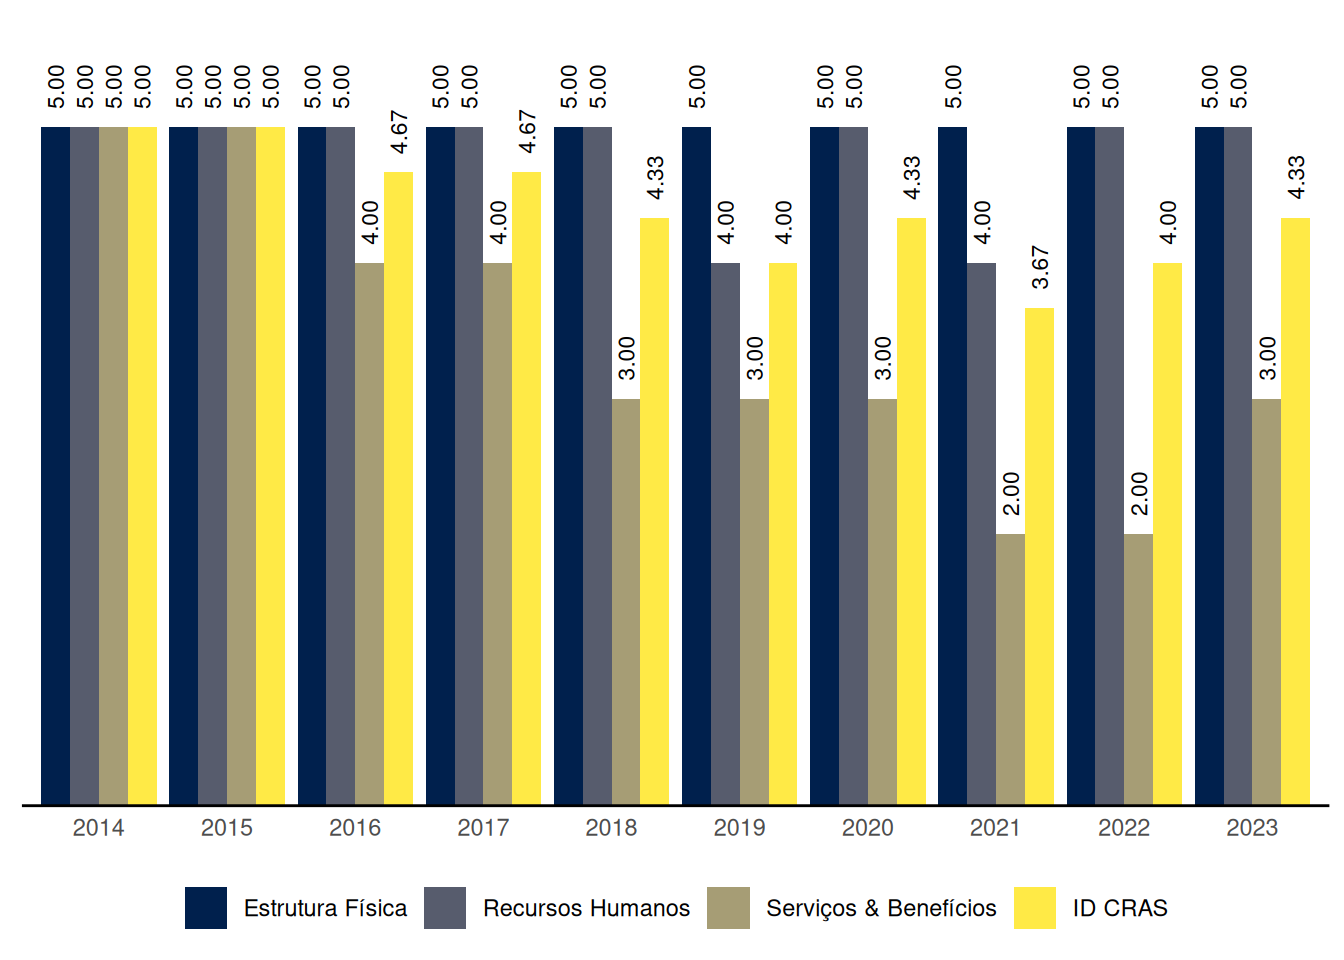 5.00 5.00 5.00 5.00 5.00 5.00 5.00 5.00 5.00 5.00 4.00 4.67 5.00 5.00 4.00 4.67 5.00 5.00 3.00 4.33 5.00 4.00 3.00 4.00 5.00 5.00 3.00 4.33 5.00 4.00 2.00 3.67 5.00 5.00 2.00 4.00 5.00 5.00 3.00 4.33
2014 2015 2016 2017 2018 2019 2020 2021 2022 2023
Estrutura Física Recursos Humanos Serviços & Benefícios ID CRAS